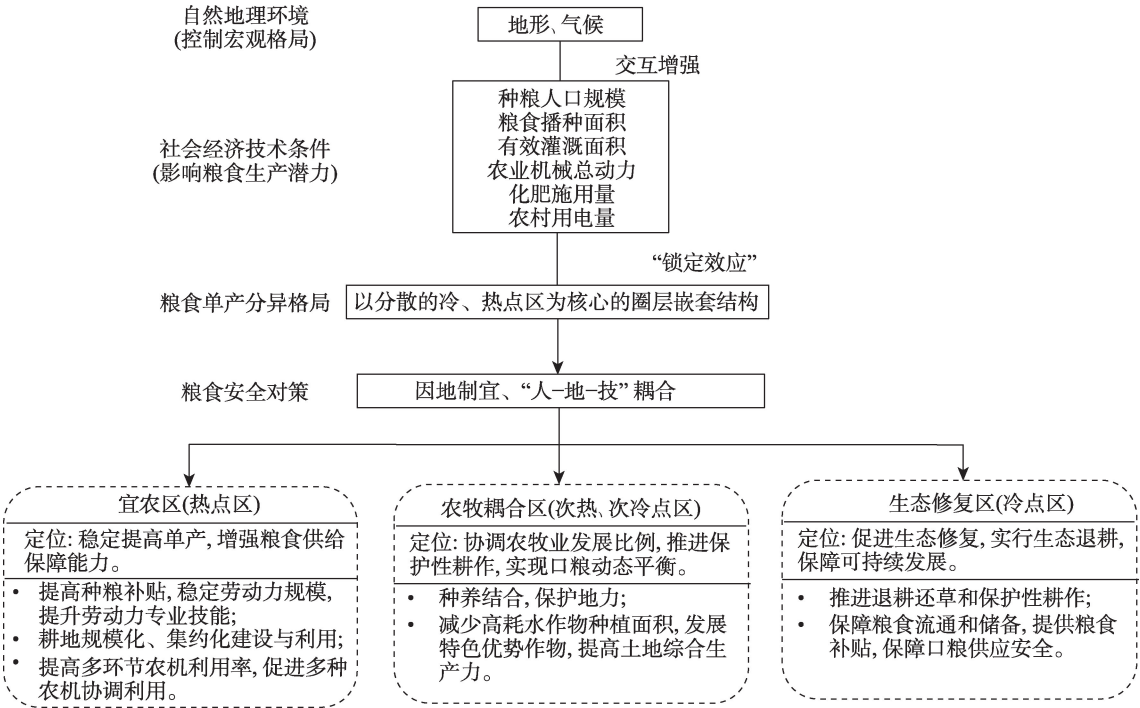 自然地理环境
(控制宏观格局)
地形、气候
交互增强
社会经济技术条件
(影响粮食生产潜力)
种粮人口规模
粮食播种面积
有效灌溉面积
农业机械总动力
化肥施用量
农村用电量
“锁定效应”
粮食单产分异格局
以分散的冷、热点区为核心的圈层嵌套结构
粮食安全对策
因地制宜、“人−地−技” 耦合
宜农区(热点区)
定位: 稳定提高单产, 增强粮食供给
保障能力。
• 提高种粮补贴, 稳定劳动力规模,
提升劳动力专业技能;
• 耕地规模化、集约化建设与利用;
• 提高多环节农机利用率, 促进多种
农机协调利用。
农牧耦合区(次热、次冷点区)
定位: 协调农牧业发展比例, 推进保
护性耕作, 实现口粮动态平衡。
• 种养结合, 保护地力;
• 减少高耗水作物种植面积, 发展
特色优势作物, 提高土地综合生
产力。
生态修复区(冷点区)
定位: 促进生态修复, 实行生态退耕,
保障可持续发展。
• 推进退耕还草和保护性耕作;
• 保障粮食流通和储备, 提供粮食
补贴, 保障口粮供应安全。